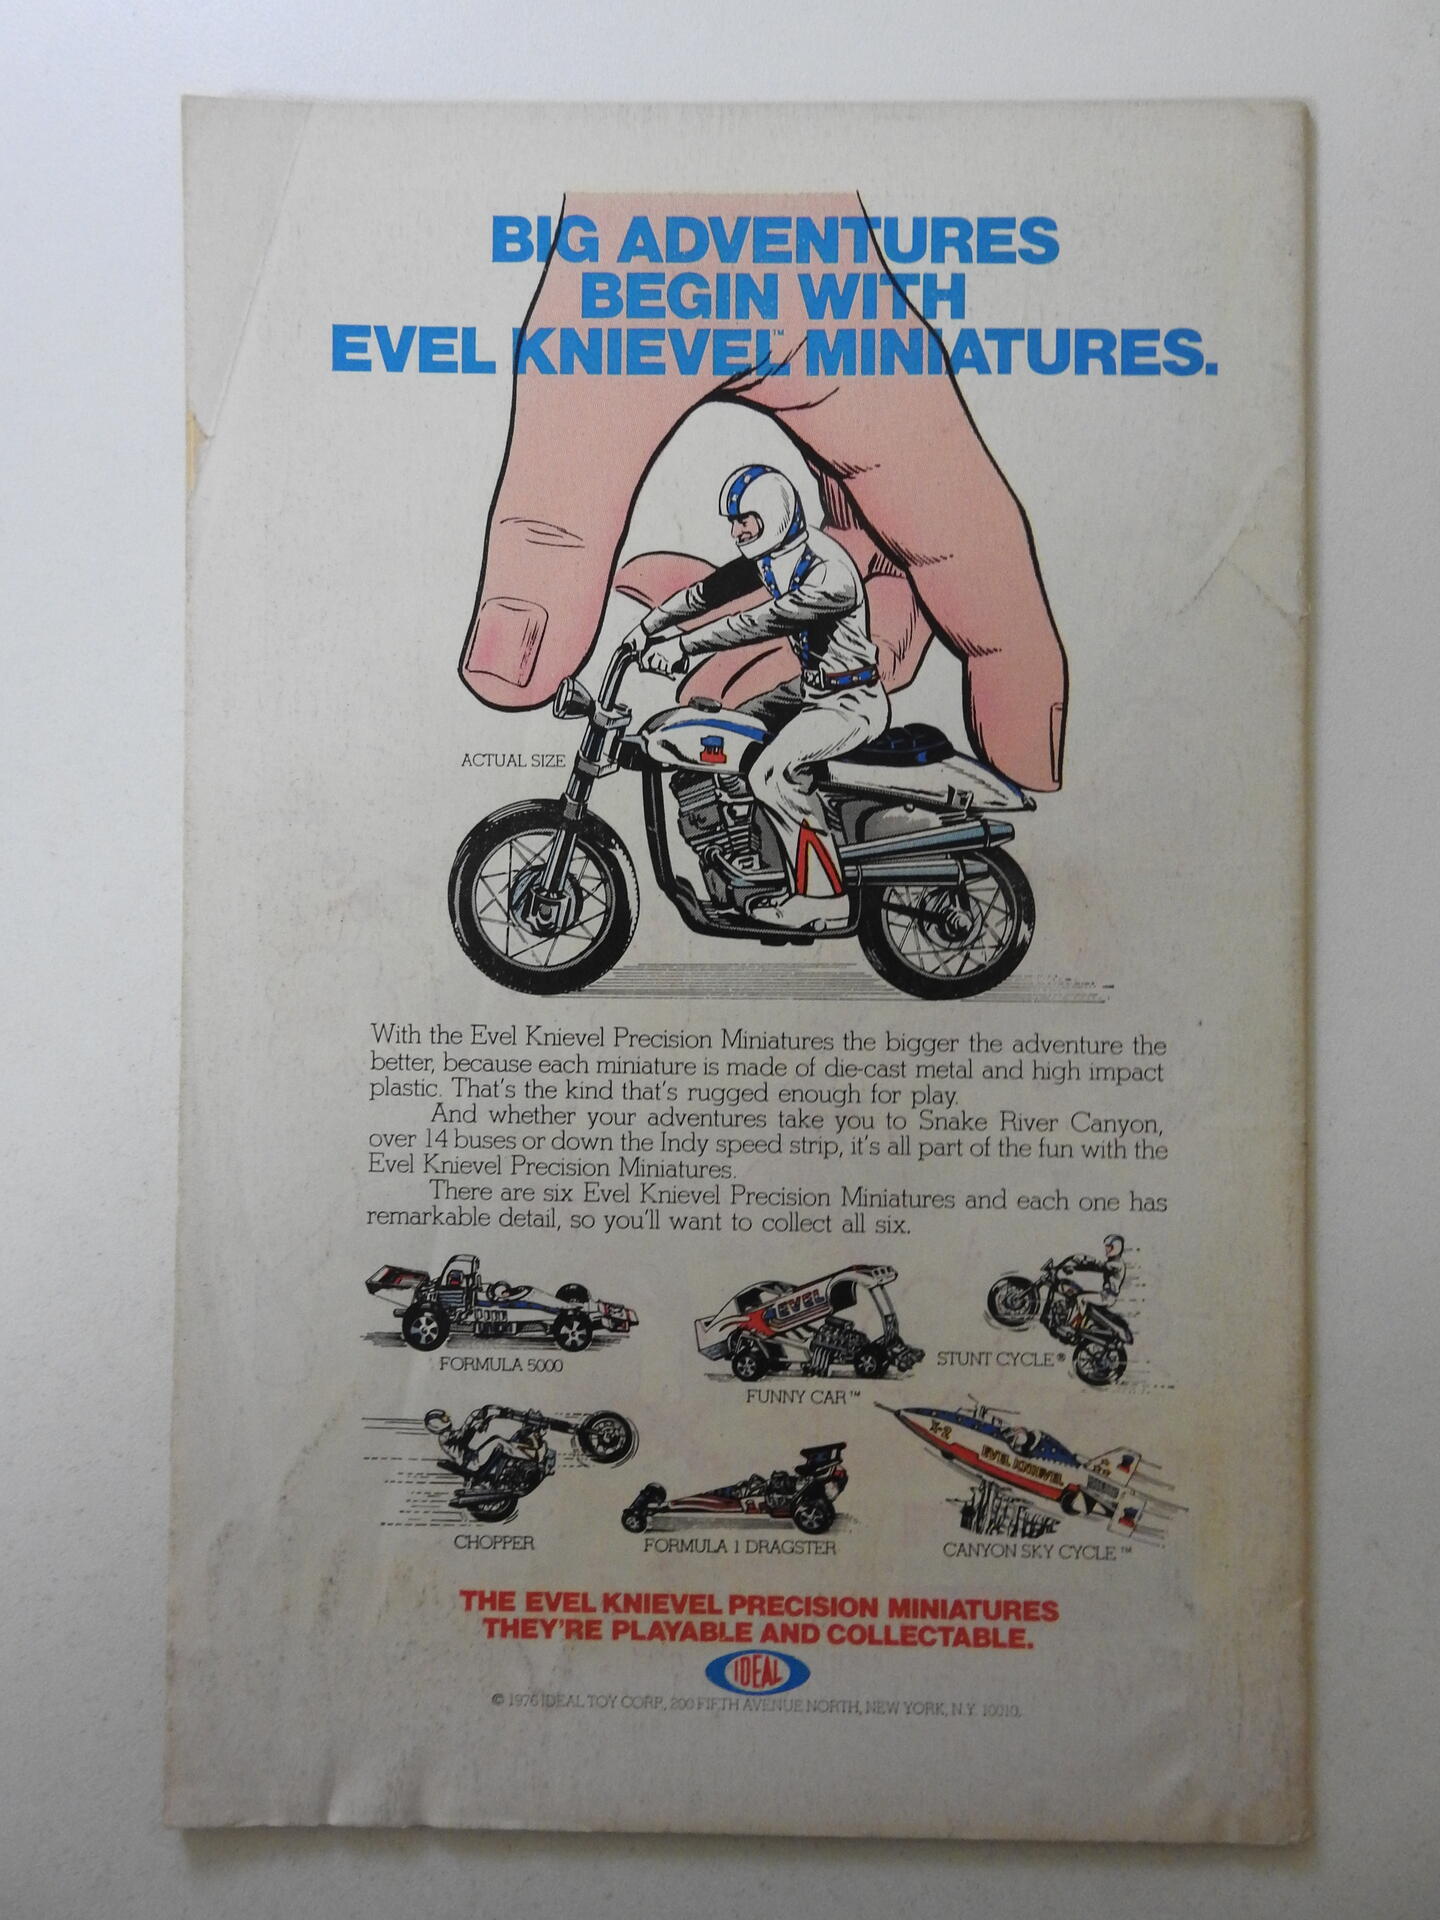 BIG ADVENTURES
BEGIN WITH
EVEL KNIEVEL™ MINIATURES.
ACTUAL SIZE
1
With the Evel Knievel Precision Miniatures the bigger the adventure the
better, because each miniature is made of die-cast metal and high impact
plastic. That's the kind that's rugged enough for play.
And whether your adventures take you to Snake River Canyon,
over 14 buses or down the Indy speed strip, it's all part of the fun with the
Evel Knievel Precision Miniatures.
There are six Evel Knievel Precision Miniatures and each one has
remarkable detail, so you'll want to collect all six.
EVEL
FORMULA 5000
FUNNY CAR™
STUNT CYCLE®
X-2
EVEL KNIEVEL
CHOPPER
FORMULA 1 DRAGSTER
CANYON SKY CYCLE™
THE EVEL KNIEVEL PRECISION MINIATURES
THEY'RE PLAYABLE AND COLLECTABLE.
IDEAL
© 1976 IDEAL TOY CORP., 200 FIFTH AVENUE NORTH, NEW YORK, N.Y. 10010.